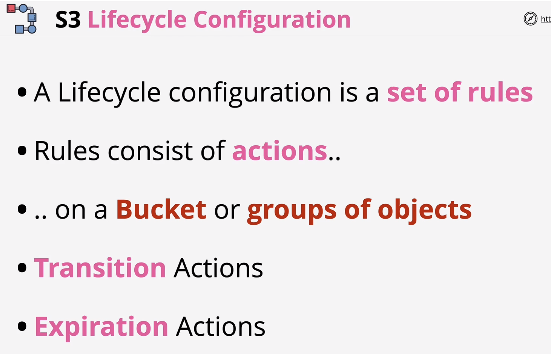 S3 Lifecycle Configuration
• A Lifecycle configuration is a set of rules
• Rules consist of actions..
• .. on a Bucket or groups of objects
• Transition Actions
• Expiration Actions